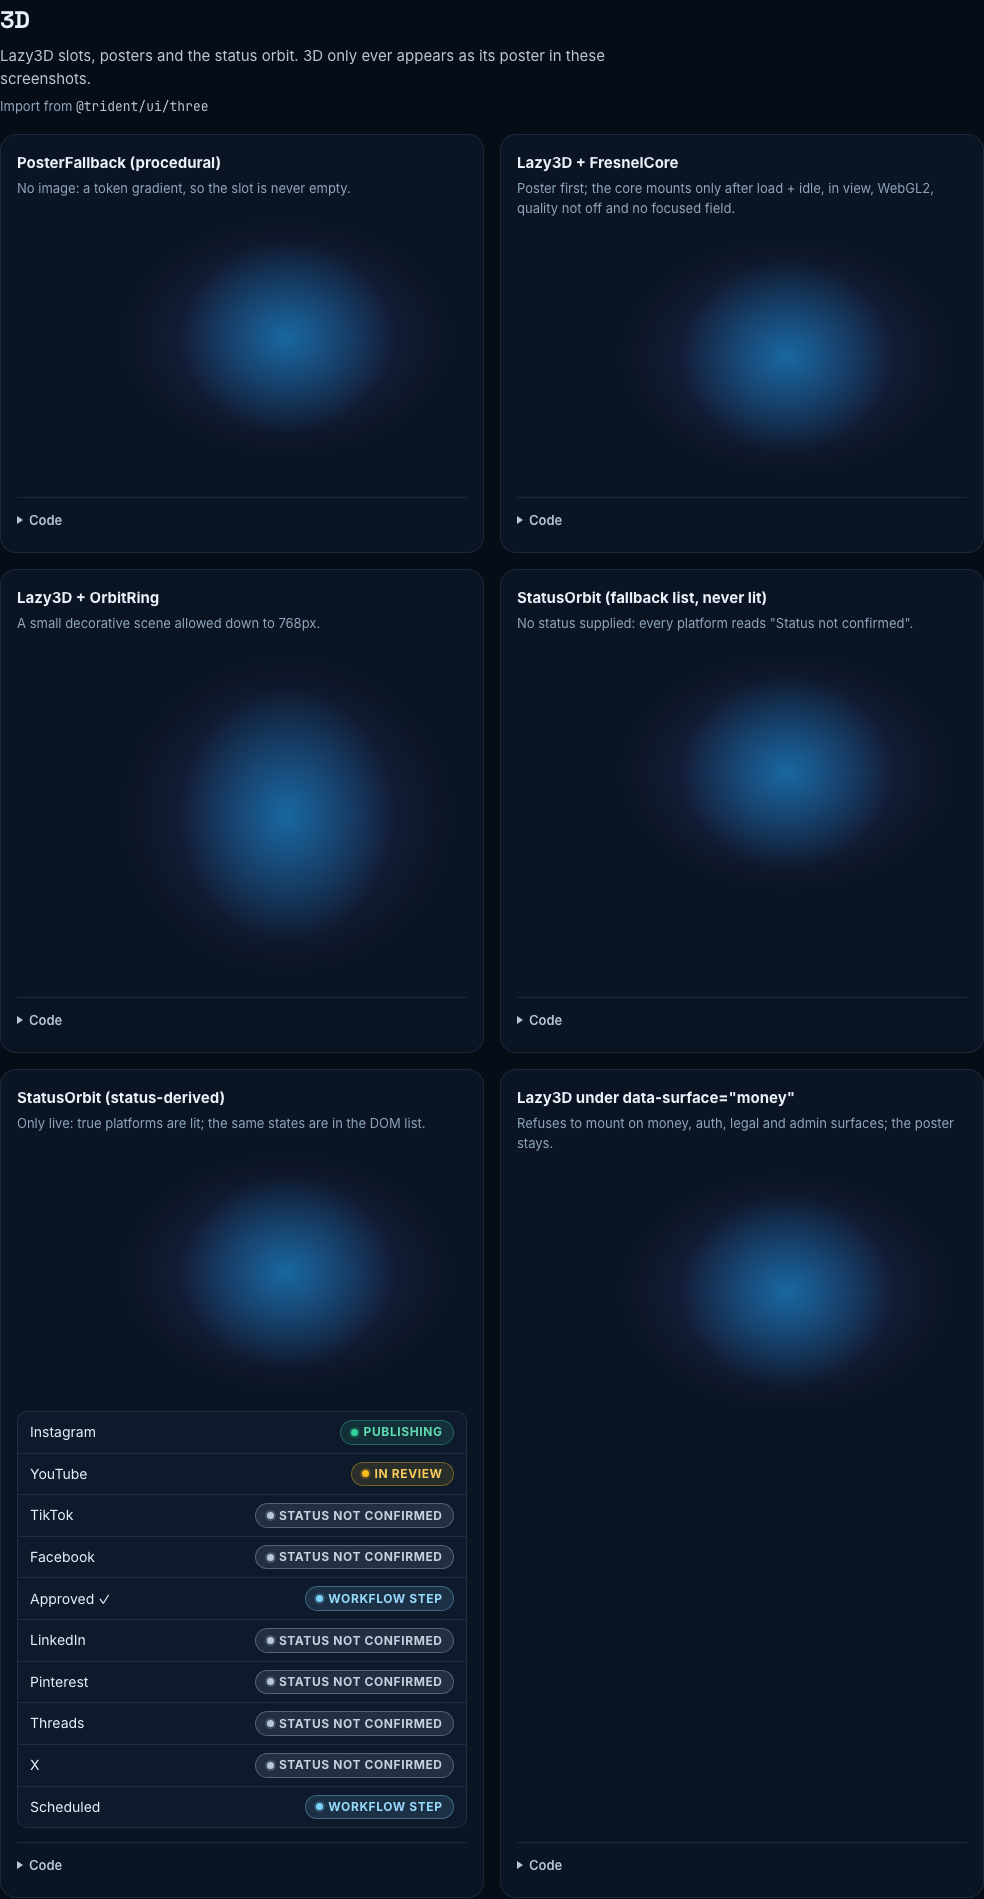 3D
Lazy3D slots, posters and the status orbit. 3D only ever appears as its poster in these
screenshots.
Import from @trident/ui/three
PosterFallback (procedural)
No image: a token gradient, so the slot is never empty.
Code
Lazy3D + FresnelCore
Poster first; the core mounts only after load + idle, in view, WebGL2,
quality not off and no focused field.
Code
Lazy3D + OrbitRing
A small decorative scene allowed down to 768px.
Code
StatusOrbit (fallback list, never lit)
No status supplied: every platform reads "Status not confirmed".
Code
StatusOrbit (status-derived)
Only live: true platforms are lit; the same states are in the DOM list.
Instagram PUBLISHING
YouTube IN REVIEW
TikTok STATUS NOT CONFIRMED
Facebook STATUS NOT CONFIRMED
Approved ✓ WORKFLOW STEP
LinkedIn STATUS NOT CONFIRMED
Pinterest STATUS NOT CONFIRMED
Threads STATUS NOT CONFIRMED
X STATUS NOT CONFIRMED
Scheduled WORKFLOW STEP
Code
Lazy3D under data-surface="money"
Refuses to mount on money, auth, legal and admin surfaces; the poster
stays.
Code